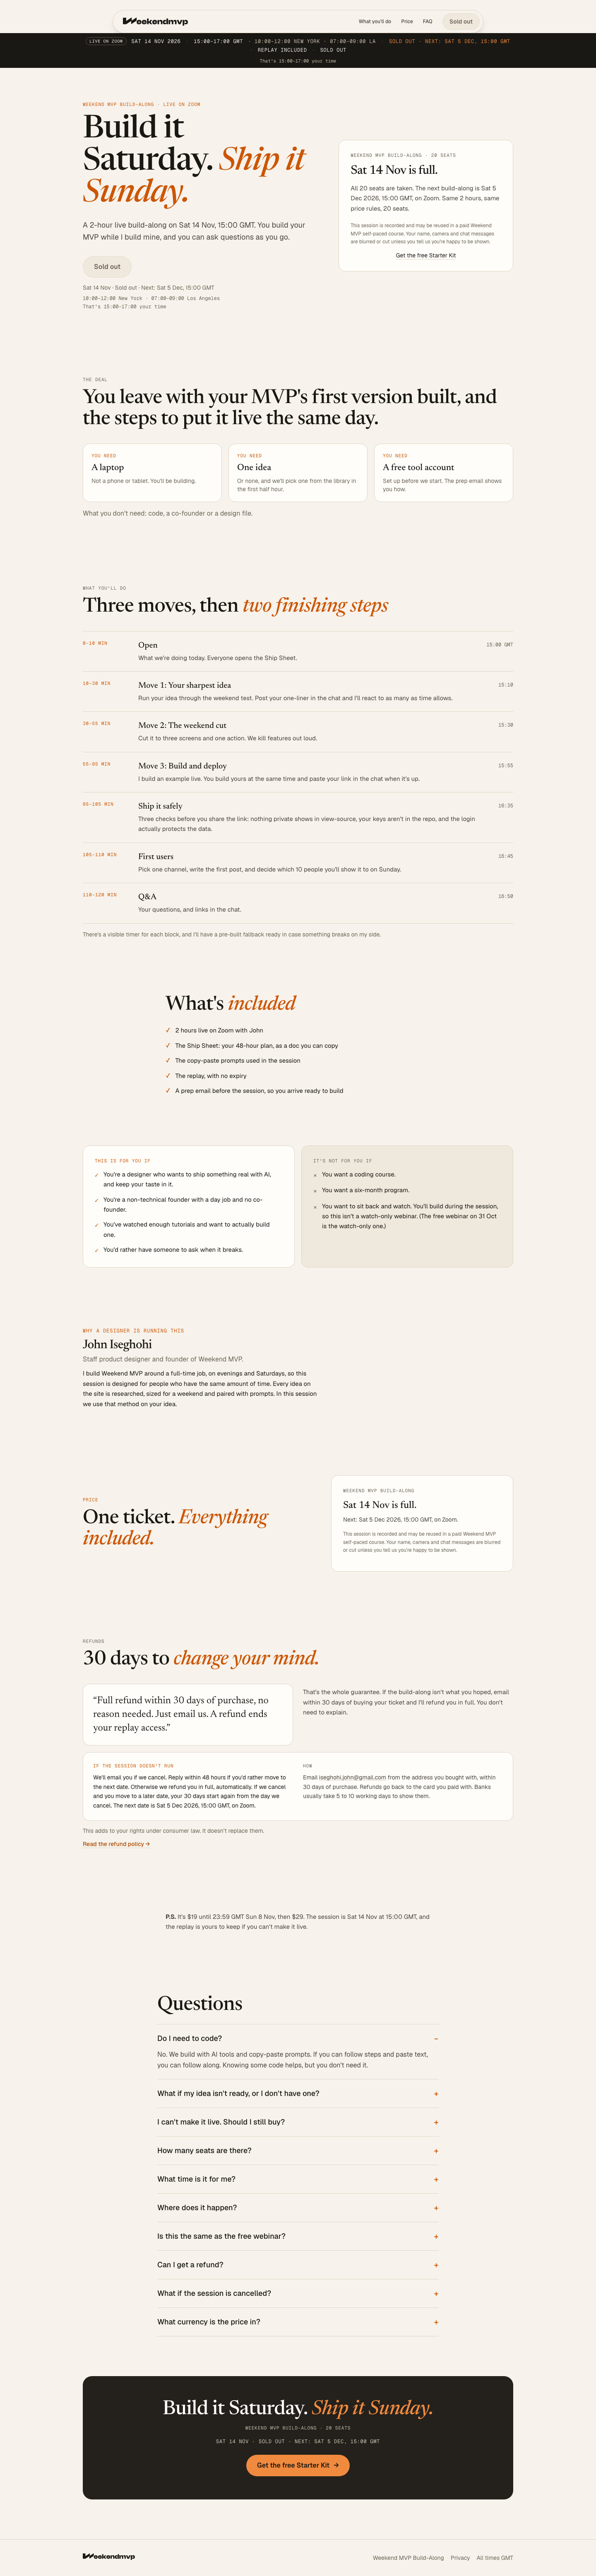 Weekendmvp
What you'll do
Price
FAQ
Sold out
LIVE ON ZOOM SAT 14 NOV 2026 · 15:00–17:00 GMT · 10:00–12:00 NEW YORK · 07:00–09:00 LA · SOLD OUT · NEXT: SAT 5 DEC, 15:00 GMT
REPLAY INCLUDED SOLD OUT
That's 15:00–17:00 your time
WEEKEND MVP BUILD-ALONG · LIVE ON ZOOM
Build it
Saturday. Ship it
Sunday.
A 2-hour live build-along on Sat 14 Nov, 15:00 GMT. You build your
MVP while I build mine, and you can ask questions as you go.
Sold out
Sat 14 Nov · Sold out · Next: Sat 5 Dec, 15:00 GMT
10:00–12:00 New York · 07:00–09:00 Los Angeles
That's 15:00–17:00 your time
WEEKEND MVP BUILD-ALONG · 20 SEATS
Sat 14 Nov is full.
All 20 seats are taken. The next build-along is Sat 5
Dec 2026, 15:00 GMT, on Zoom. Same 2 hours, same
price rules, 20 seats.
This session is recorded and may be reused in a paid Weekend
MVP self-paced course. Your name, camera and chat messages
are blurred or cut unless you tell us you're happy to be shown.
Get the free Starter Kit
THE DEAL
You leave with your MVP's first version built, and
the steps to put it live the same day.
YOU NEED
A laptop
Not a phone or tablet. You'll be building.
YOU NEED
One idea
Or none, and we'll pick one from the library in
the first half hour.
YOU NEED
A free tool account
Set up before we start. The prep email shows
you how.
What you don't need: code, a co-founder or a design file.
WHAT YOU'LL DO
Three moves, then two finishing steps
0–10 MIN
Open
15:00 GMT
What we're doing today. Everyone opens the Ship Sheet.
10–30 MIN
Move 1: Your sharpest idea
15:10
Run your idea through the weekend test. Post your one-liner in the chat and I'll react to as many as time allows.
30–55 MIN
Move 2: The weekend cut
15:30
Cut it to three screens and one action. We kill features out loud.
55–95 MIN
Move 3: Build and deploy
15:55
I build an example live. You build yours at the same time and paste your link in the chat when it's up.
95–105 MIN
Ship it safely
16:35
Three checks before you share the link: nothing private shows in view-source, your keys aren't in the repo, and the login
actually protects the data.
105–110 MIN
First users
16:45
Pick one channel, write the first post, and decide which 10 people you'll show it to on Sunday.
110–120 MIN
Q&A
16:50
Your questions, and links in the chat.
There's a visible timer for each block, and I'll have a pre-built fallback ready in case something breaks on my side.
What's included
✓ 2 hours live on Zoom with John
✓ The Ship Sheet: your 48-hour plan, as a doc you can copy
✓ The copy-paste prompts used in the session
✓ The replay, with no expiry
✓ A prep email before the session, so you arrive ready to build
THIS IS FOR YOU IF
✓ You're a designer who wants to ship something real with AI,
and keep your taste in it.
✓ You're a non-technical founder with a day job and no co-
founder.
✓ You've watched enough tutorials and want to actually build
one.
✓ You'd rather have someone to ask when it breaks.
IT'S NOT FOR YOU IF
× You want a coding course.
× You want a six-month program.
× You want to sit back and watch. You'll build during the session,
so this isn't a watch-only webinar. (The free webinar on 31 Oct
is the watch-only one.)
WHY A DESIGNER IS RUNNING THIS
John Iseghohi
Staff product designer and founder of Weekend MVP.
I build Weekend MVP around a full-time job, on evenings and Saturdays, so this
session is designed for people who have the same amount of time. Every idea on
the site is researched, sized for a weekend and paired with prompts. In this session
we use that method on your idea.
PRICE
One ticket. Everything
included.
WEEKEND MVP BUILD-ALONG
Sat 14 Nov is full.
Next: Sat 5 Dec 2026, 15:00 GMT, on Zoom.
This session is recorded and may be reused in a paid Weekend MVP
self-paced course. Your name, camera and chat messages are blurred
or cut unless you tell us you're happy to be shown.
REFUNDS
30 days to change your mind.
“Full refund within 30 days of purchase, no
reason needed. Just email us. A refund ends
your replay access.”
That's the whole guarantee. If the build-along isn't what you hoped, email
within 30 days of buying your ticket and I'll refund you in full. You don't
need to explain.
IF THE SESSION DOESN'T RUN
We'll email you if we cancel. Reply within 48 hours if you'd rather move to
the next date. Otherwise we refund you in full, automatically. If we cancel
and you move to a later date, your 30 days start again from the day we
cancel. The next date is Sat 5 Dec 2026, 15:00 GMT, on Zoom.
HOW
Email iseghohi.john@gmail.com from the address you bought with, within
30 days of purchase. Refunds go back to the card you paid with. Banks
usually take 5 to 10 working days to show them.
This adds to your rights under consumer law. It doesn't replace them.
Read the refund policy →
P.S. It's $19 until 23:59 GMT Sun 8 Nov, then $29. The session is Sat 14 Nov at 15:00 GMT, and
the replay is yours to keep if you can't make it live.
Questions
Do I need to code? −
No. We build with AI tools and copy-paste prompts. If you can follow steps and paste text,
you can follow along. Knowing some code helps, but you don't need it.
What if my idea isn't ready, or I don't have one? +
I can't make it live. Should I still buy? +
How many seats are there? +
What time is it for me? +
Where does it happen? +
Is this the same as the free webinar? +
Can I get a refund? +
What if the session is cancelled? +
What currency is the price in? +
Build it Saturday. Ship it Sunday.
WEEKEND MVP BUILD-ALONG · 20 SEATS
SAT 14 NOV · SOLD OUT · NEXT: SAT 5 DEC, 15:00 GMT
Get the free Starter Kit →
Weekendmvp
Weekend MVP Build-Along
Privacy
All times GMT